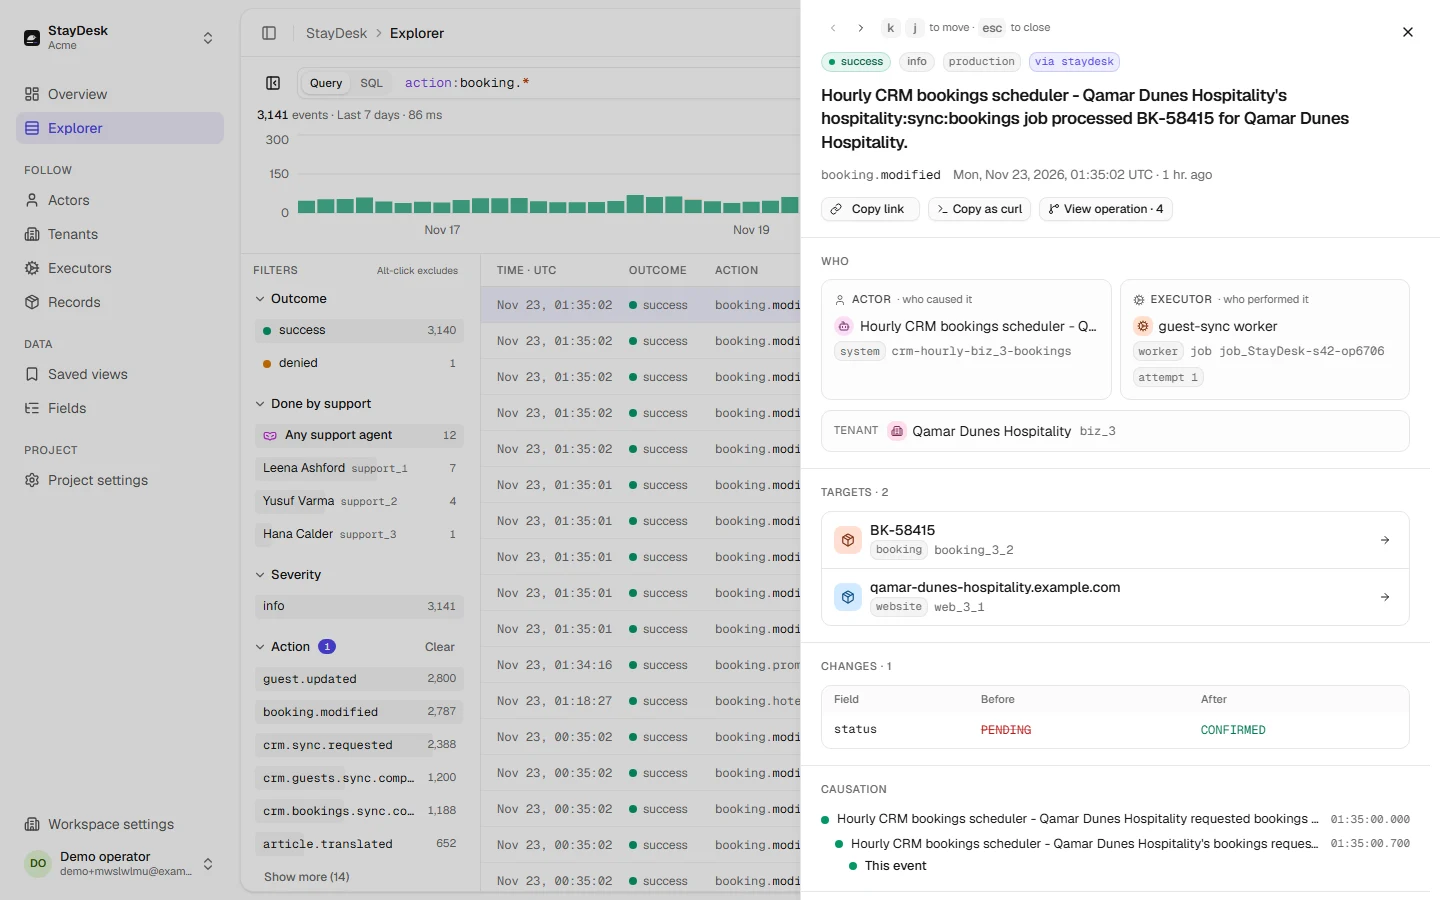 StayDesk
Acme
Overview
Explorer
FOLLOW
Actors
Tenants
Executors
Records
DATA
Saved views
Fields
PROJECT
Project settings
Workspace settings
DO
Demo operator
demo+mwslwlmu@exam...
StayDesk > Explorer
Query SQL action:booking.*
3,141 events · Last 7 days · 86 ms
300
150
0
Nov 17
Nov 19
FILTERS Alt-click excludes
Outcome
success 3,140
denied 1
Done by support
Any support agent 12
Leena Ashford support_1 7
Yusuf Varma support_2 4
Hana Calder support_3 1
Severity
info 3,141
Action 1 Clear
guest.updated 2,800
booking.modified 2,787
crm.sync.requested 2,388
crm.guests.sync.comp... 1,200
crm.bookings.sync.co... 1,188
article.translated 652
Show more (14)
TIME · UTC OUTCOME ACTION
Nov 23, 01:35:02 success booking.modi
Nov 23, 01:35:02 success booking.modi
Nov 23, 01:35:02 success booking.modi
Nov 23, 01:35:02 success booking.modi
Nov 23, 01:35:01 success booking.modi
Nov 23, 01:35:01 success booking.modi
Nov 23, 01:35:01 success booking.modi
Nov 23, 01:35:01 success booking.modi
Nov 23, 01:35:01 success booking.modi
Nov 23, 01:35:01 success booking.modi
Nov 23, 01:34:16 success booking.prom
Nov 23, 01:18:27 success booking.hote
Nov 23, 00:35:02 success booking.modi
Nov 23, 00:35:02 success booking.modi
Nov 23, 00:35:02 success booking.modi
Nov 23, 00:35:02 success booking.modi
Nov 23, 00:35:02 success booking.modi
k j to move · esc to close
success info production via staydesk
Hourly CRM bookings scheduler - Qamar Dunes Hospitality's
hospitality:sync:bookings job processed BK-58415 for Qamar Dunes
Hospitality.
booking.modified Mon, Nov 23, 2026, 01:35:02 UTC · 1 hr. ago
Copy link Copy as curl View operation · 4
WHO
ACTOR · who caused it
Hourly CRM bookings scheduler - Q...
system crm-hourly-biz_3-bookings
EXECUTOR · who performed it
guest-sync worker
worker job job_StayDesk-s42-op6706
attempt 1
TENANT Qamar Dunes Hospitality biz_3
TARGETS · 2
BK-58415
booking booking_3_2
qamar-dunes-hospitality.example.com
website web_3_1
CHANGES · 1
Field Before After
status PENDING CONFIRMED
CAUSATION
Hourly CRM bookings scheduler - Qamar Dunes Hospitality requested bookings ... 01:35:00.000
Hourly CRM bookings scheduler - Qamar Dunes Hospitality's bookings reques... 01:35:00.700
This event